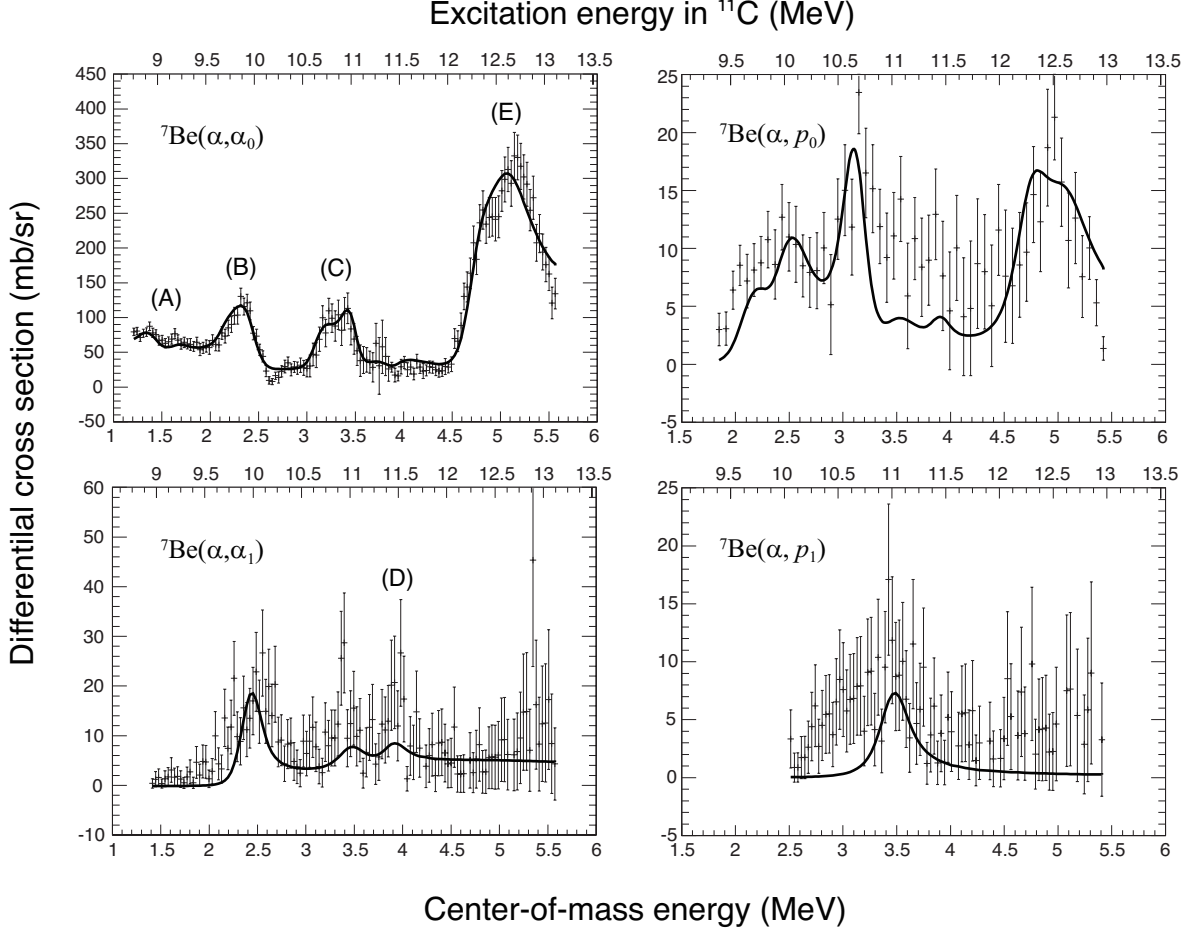 Excitation energy in ¹¹C (MeV)
9 9.5 10 10.5 11 11.5 12 12.5 13 13.5
450
400
350
300
250
200
150
100
50
0
-50
⁷Be(α,α₀)
(A)
(B)
(C)
(E)
1 1.5 2 2.5 3 3.5 4 4.5 5 5.5 6
9.5 10 10.5 11 11.5 12 12.5 13 13.5
25
20
15
10
5
0
-5
⁷Be(α, p₀)
1.5 2 2.5 3 3.5 4 4.5 5 5.5 6
Differentilal cross section (mb/sr)
9 9.5 10 10.5 11 11.5 12 12.5 13 13.5
60
50
40
30
20
10
0
-10
⁷Be(α,α₁)
(D)
1 1.5 2 2.5 3 3.5 4 4.5 5 5.5 6
9.5 10 10.5 11 11.5 12 12.5 13 13.5
25
20
15
10
5
0
-5
⁷Be(α, p₁)
1.5 2 2.5 3 3.5 4 4.5 5 5.5 6
Center-of-mass energy (MeV)